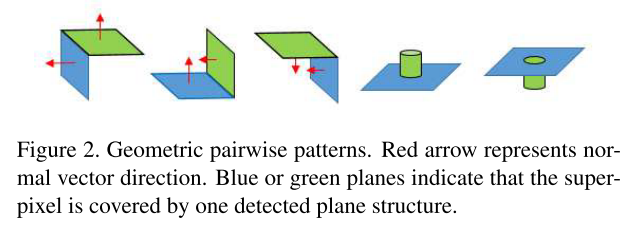 Figure 2. Geometric pairwise patterns. Red arrow represents nor-
mal vector direction. Blue or green planes indicate that the super-
pixel is covered by one detected plane structure.